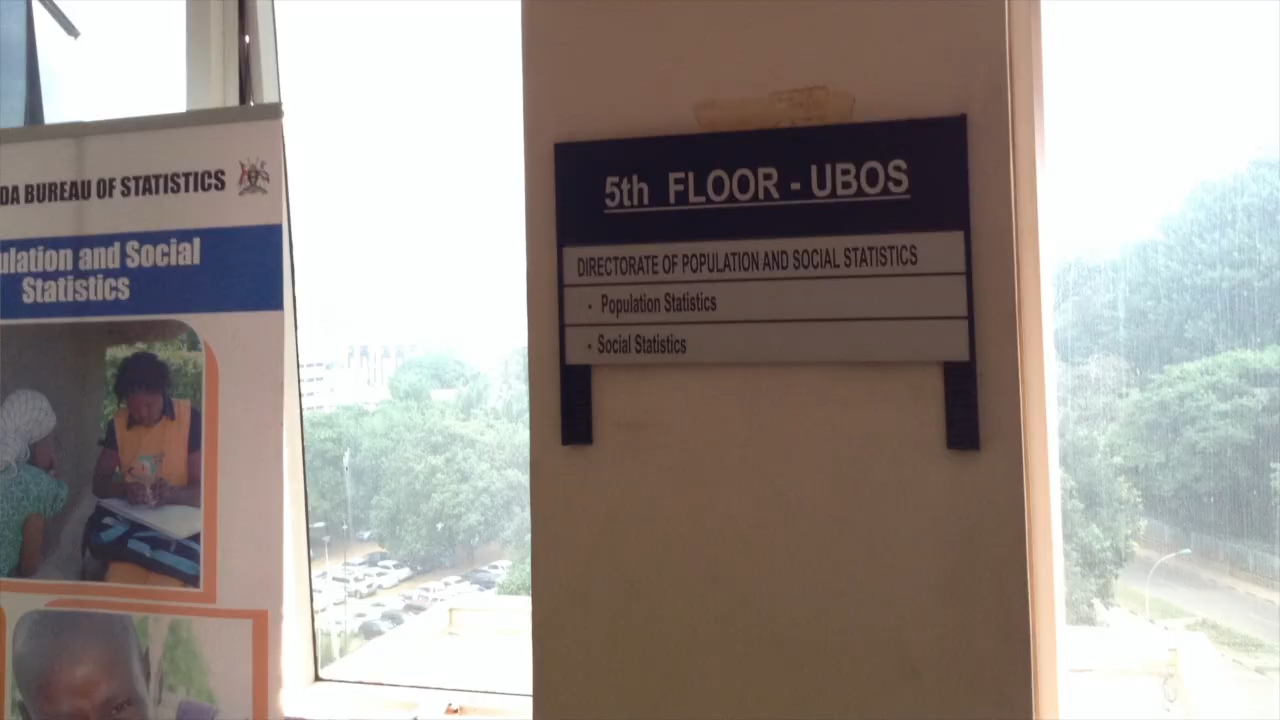 DA BUREAU OF STATISTICS
ulation and Social
Statistics
5th FLOOR - UBOS
DIRECTORATE OF POPULATION AND SOCIAL STATISTICS
• Population Statistics
• Social Statistics